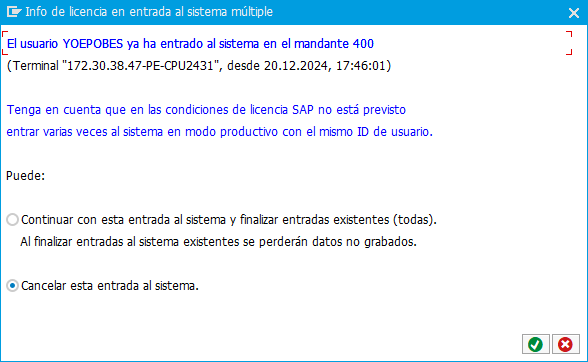 Info de licencia en entrada al sistema múltiple
El usuario YOEPOBES ya ha entrado al sistema en el mandante 400
(Terminal "172.30.38.47-PE-CPU2431", desde 20.12.2024, 17:46:01)
Tenga en cuenta que en las condiciones de licencia SAP no está previsto
entrar varias veces al sistema en modo productivo con el mismo ID de usuario.
Puede:
Continuar con esta entrada al sistema y finalizar entradas existentes (todas).
Al finalizar entradas al sistema existentes se perderán datos no grabados.
Cancelar esta entrada al sistema.